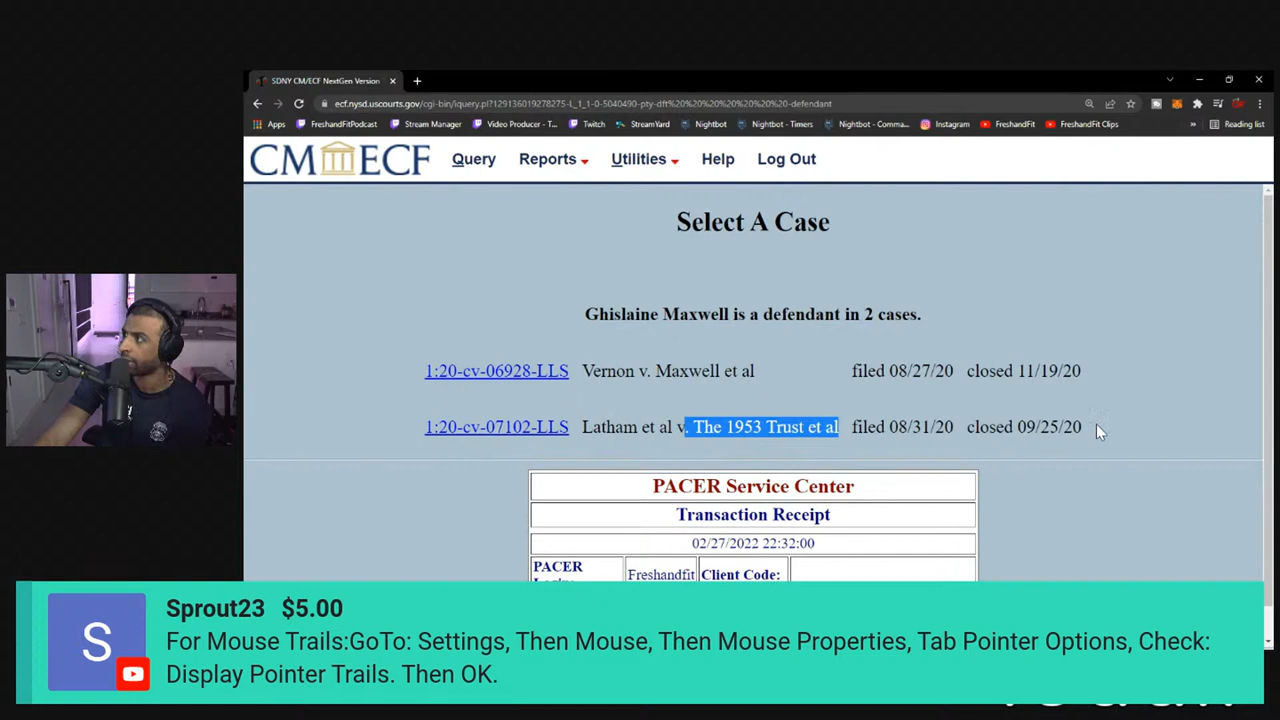 SDNY CM/ECF NextGen Version
ecf.nysd.uscourts.gov/cgi-bin/iquery.pl?129136019278275-L_1_1-0-5040490-pty-dft%20%20%20%20%20%20%20-defendant
Apps FreshandFitPodcast Stream Manager Video Producer - T... Twitch StreamYard Nightbot Nightbot - Timers Nightbot - Comma... Instagram FreshandFit FreshandFit Clips » Reading list
CM ECF Query Reports Utilities Help Log Out
Select A Case
Ghislaine Maxwell is a defendant in 2 cases.
1:20-cv-06928-LLS Vernon v. Maxwell et al filed 08/27/20 closed 11/19/20
1:20-cv-07102-LLS Latham et al v. The 1953 Trust et al filed 08/31/20 closed 09/25/20
PACER Service Center
Transaction Receipt
02/27/2022 22:32:00
PACER Freshandfit Client Code:
Sprout23 $5.00
S
For Mouse Trails:GoTo: Settings, Then Mouse, Then Mouse Properties, Tab Pointer Options, Check:
Display Pointer Trails. Then OK.